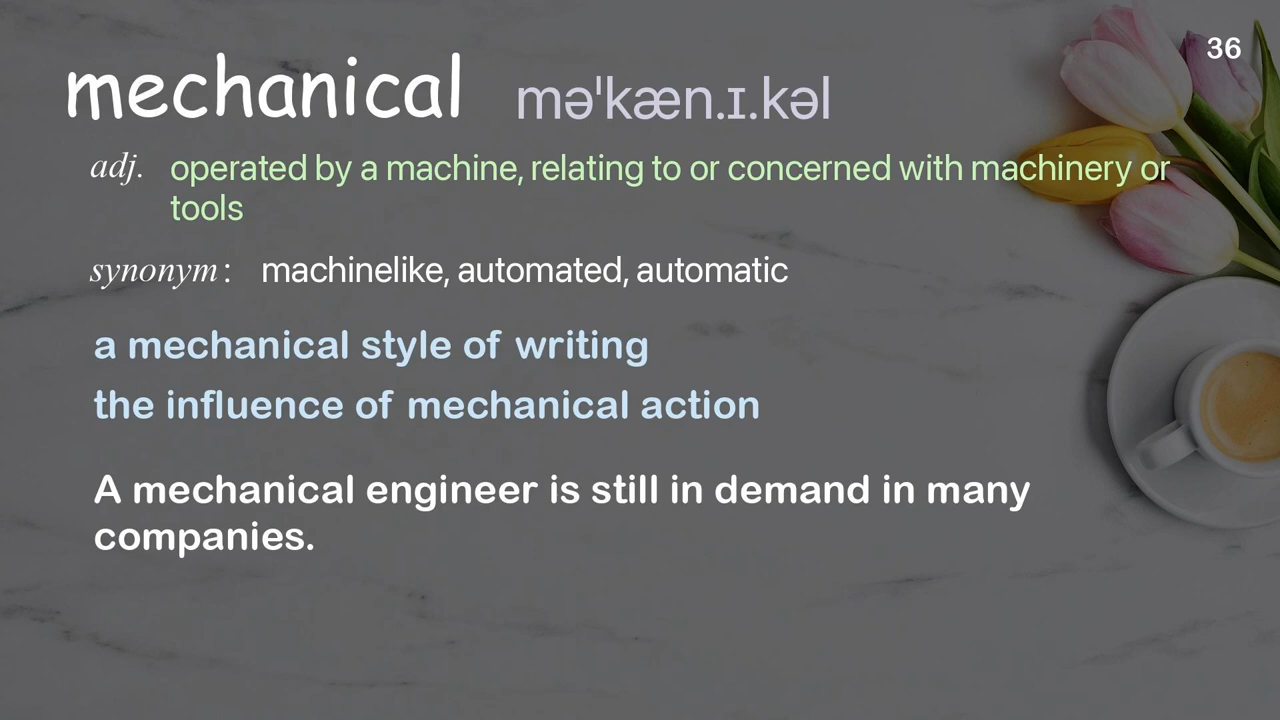 36
mechanical məˈkæn.ɪ.kəl
adj. operated by a machine, relating to or concerned with machinery or
tools
synonym: machinelike, automated, automatic
a mechanical style of writing
the influence of mechanical action
A mechanical engineer is still in demand in many
companies.